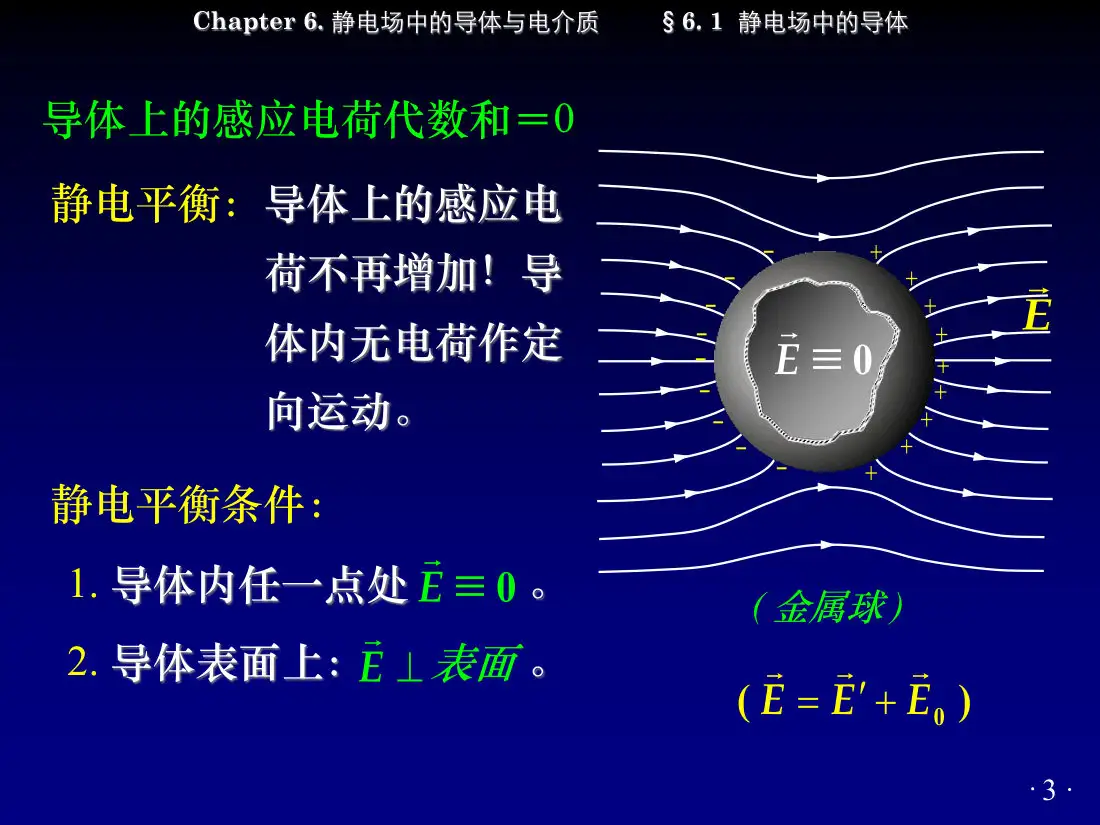 Chapter 6. 静电场中的导体与电介质 §6. 1 静电场中的导体
导体上的感应电荷代数和＝0
静电平衡：导体上的感应电
荷不再增加！导
体内无电荷作定
向运动。
静电平衡条件：
1. 导体内任一点处 E⃗ ≡ 0 。
2. 导体表面上：E⃗ ⊥ 表面 。
E⃗
E⃗ ≡ 0
（金属球）
( E⃗ = E⃗′ + E⃗₀ )
· 3 ·